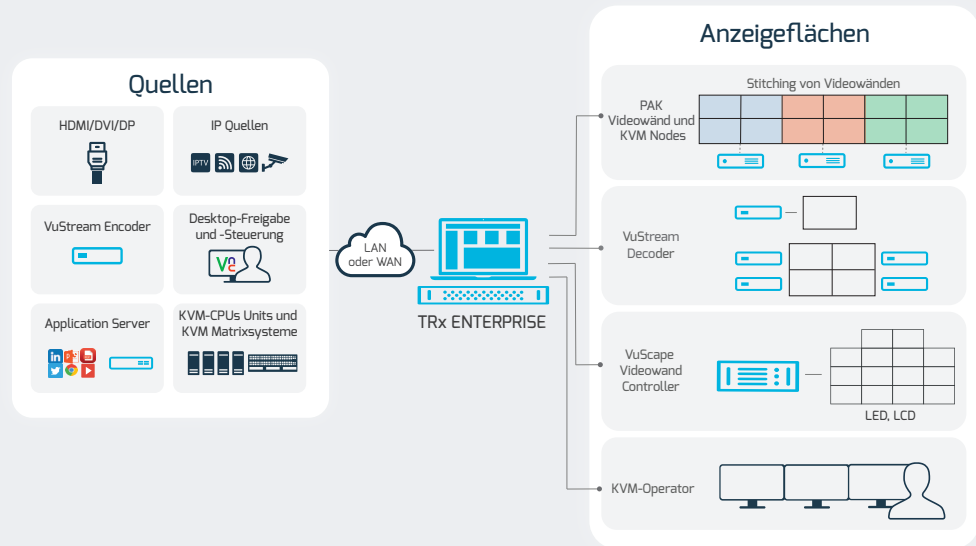 Quellen
HDMI/DVI/DP
IP Quellen
IPTV
VuStream Encoder
Desktop-Freigabe
und -Steuerung
Application Server
in
KVM-CPUs Units und
KVM Matrixsysteme
LAN
oder WAN
TRx ENTERPRISE
Anzeigeflächen
Stitching von Videowänden
PAK
Videowänd und
KVM Nodes
VuStream
Decoder
VuScape
Videowand
Controller
LED, LCD
KVM-Operator